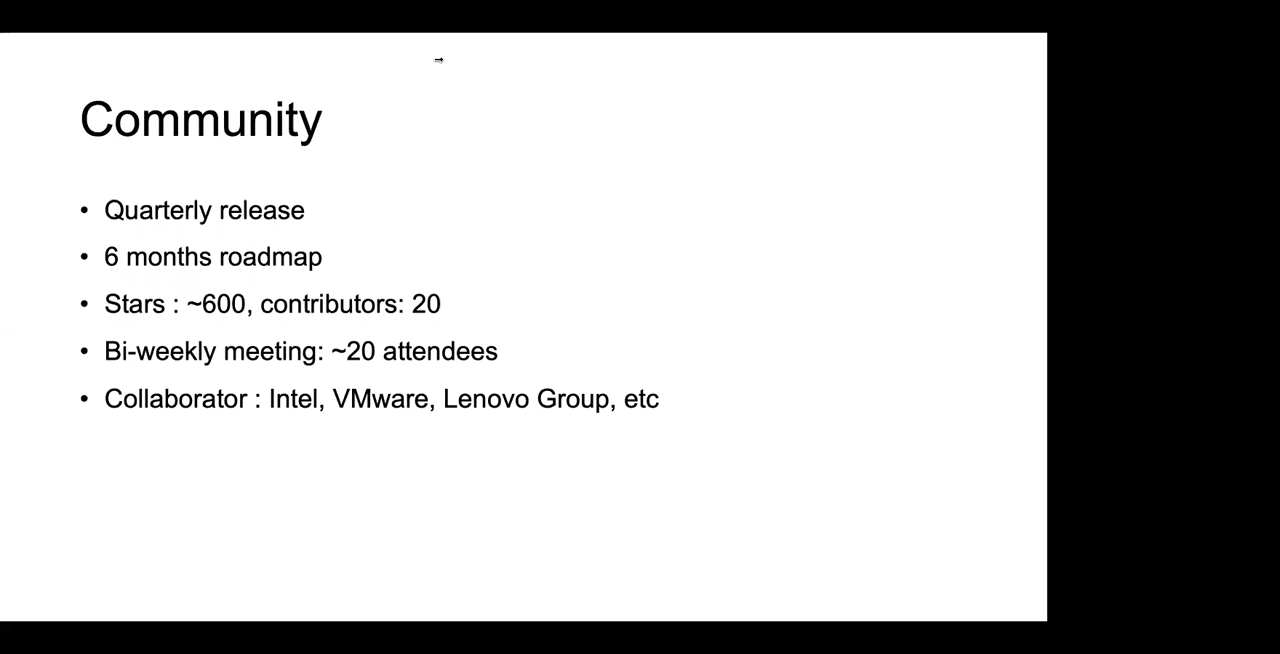 Community
• Quarterly release
• 6 months roadmap
• Stars : ~600, contributors: 20
• Bi-weekly meeting: ~20 attendees
• Collaborator : Intel, VMware, Lenovo Group, etc